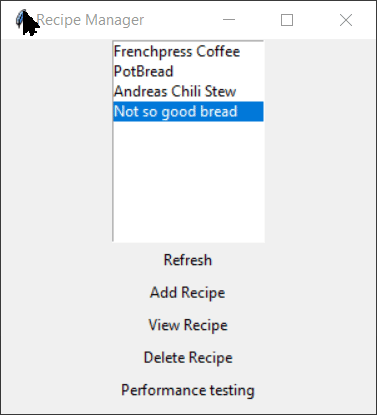 Recipe Manager
Frenchpress Coffee
PotBread
Andreas Chili Stew
Not so good bread
Refresh
Add Recipe
View Recipe
Delete Recipe
Performance testing